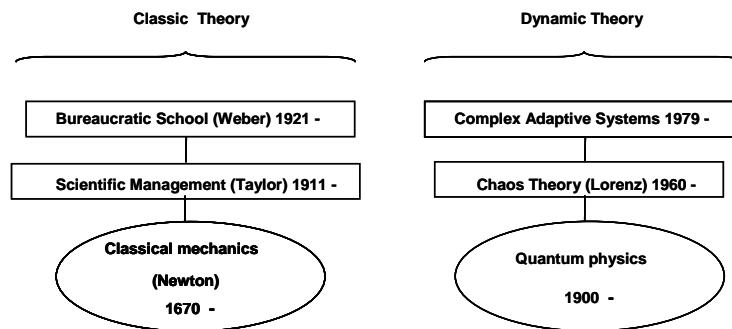 Classic Theory
Dynamic Theory
Bureaucratic School (Weber) 1921 -
Complex Adaptive Systems 1979 -
Scientific Management (Taylor) 1911 -
Chaos Theory (Lorenz) 1960 -
Classical mechanics
(Newton)
1670 -
Quantum physics
1900 -